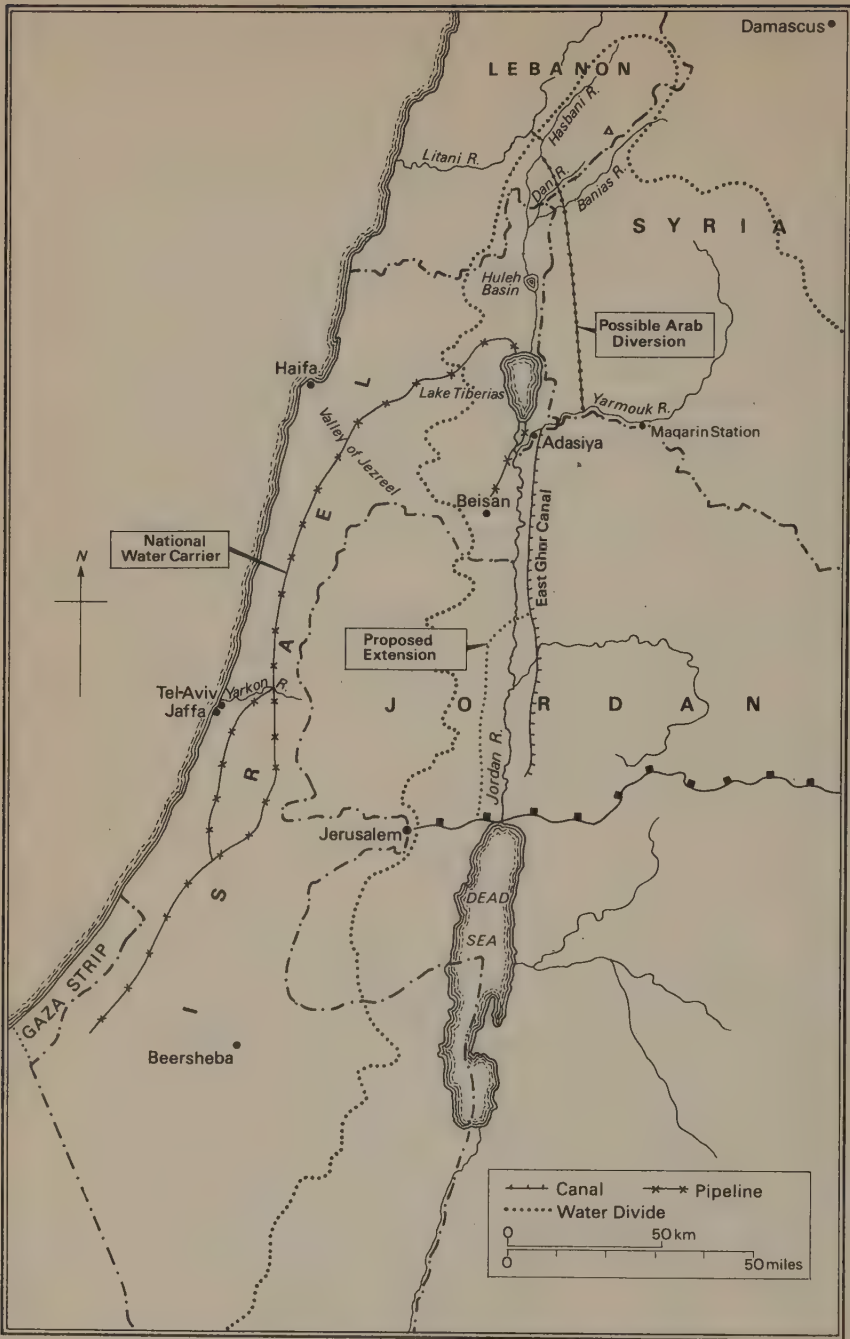 Damascus
LEBANON
Hasbani R.
Litani R.
Dan R.
Banias R.
SYRIA
Huleh
Basin
Possible Arab
Diversion
Haifa
Lake Tiberias
Yarmouk R.
Maqarin Station
Adasiya
Valley of Jezreel
Beisan
National
Water Carrier
East Ghor Canal
N
Proposed
Extension
Tel-Aviv
Jaffa
Yarkon R.
JORDAN
Jordan R.
ISRAEL
Jerusalem
DEAD
SEA
GAZA STRIP
Beersheba
Canal
Pipeline
Water Divide
0 50 km
0 50 miles